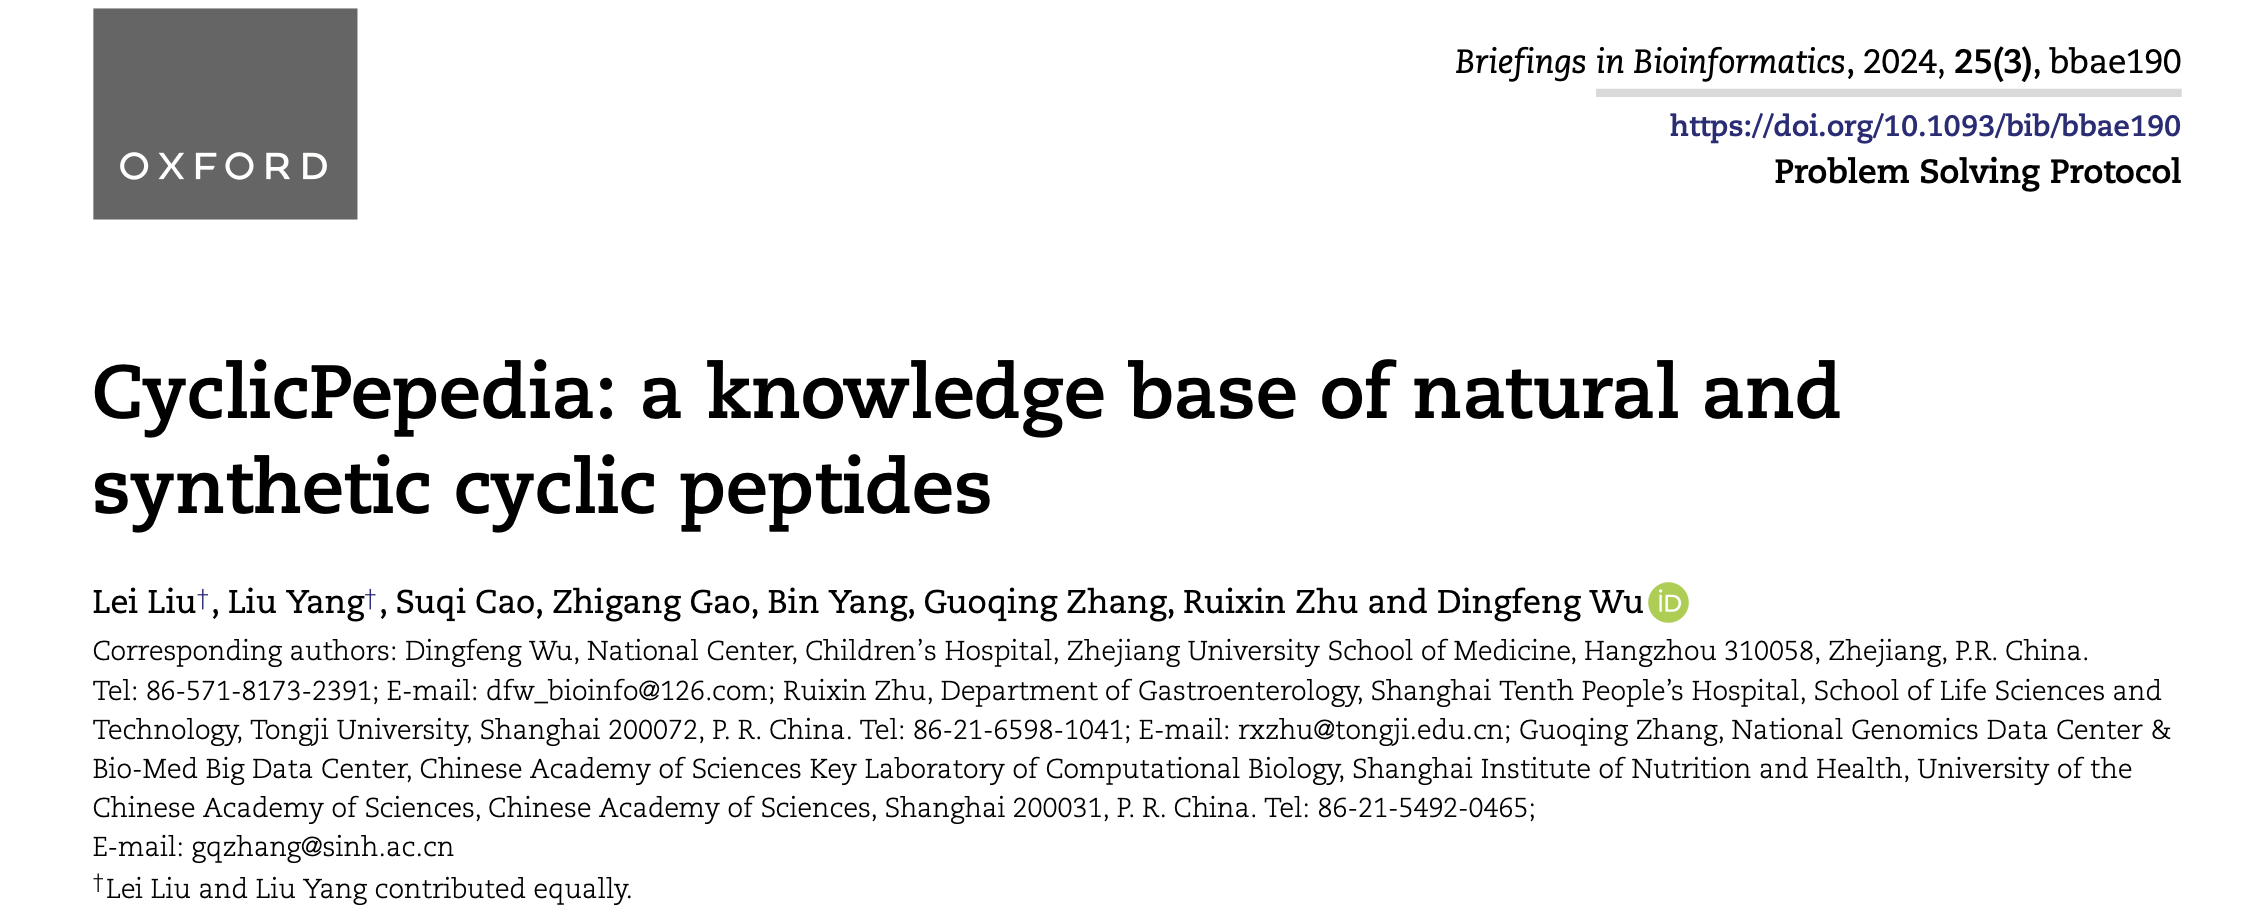 OXFORD
Briefings in Bioinformatics, 2024, 25(3), bbae190
https://doi.org/10.1093/bib/bbae190
Problem Solving Protocol
CyclicPepedia: a knowledge base of natural and
synthetic cyclic peptides
Lei Liu†, Liu Yang†, Suqi Cao, Zhigang Gao, Bin Yang, Guoqing Zhang, Ruixin Zhu and Dingfeng Wu iD
Corresponding authors: Dingfeng Wu, National Center, Children’s Hospital, Zhejiang University School of Medicine, Hangzhou 310058, Zhejiang, P.R. China.
Tel: 86-571-8173-2391; E-mail: dfw_bioinfo@126.com; Ruixin Zhu, Department of Gastroenterology, Shanghai Tenth People’s Hospital, School of Life Sciences and
Technology, Tongji University, Shanghai 200072, P. R. China. Tel: 86-21-6598-1041; E-mail: rxzhu@tongji.edu.cn; Guoqing Zhang, National Genomics Data Center &
Bio-Med Big Data Center, Chinese Academy of Sciences Key Laboratory of Computational Biology, Shanghai Institute of Nutrition and Health, University of the
Chinese Academy of Sciences, Chinese Academy of Sciences, Shanghai 200031, P. R. China. Tel: 86-21-5492-0465;
E-mail: gqzhang@sinh.ac.cn
†Lei Liu and Liu Yang contributed equally.